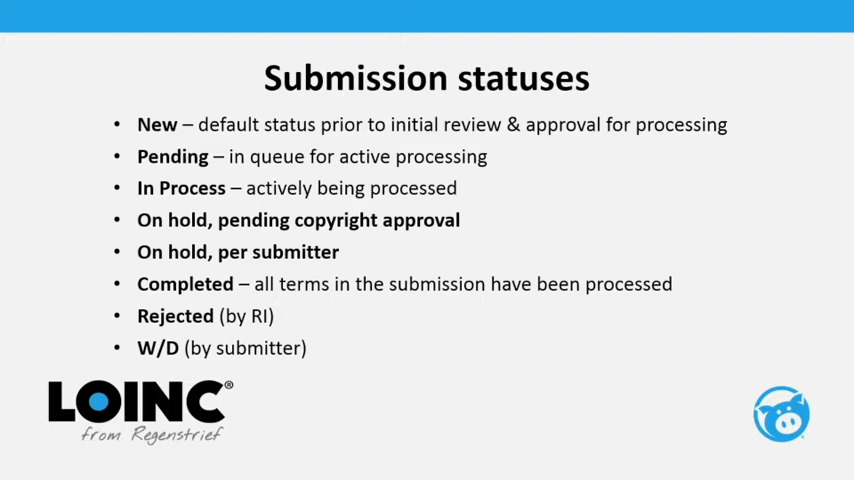 Submission statuses
• New – default status prior to initial review & approval for processing
• Pending – in queue for active processing
• In Process – actively being processed
• On hold, pending copyright approval
• On hold, per submitter
• Completed – all terms in the submission have been processed
• Rejected (by RI)
• W/D (by submitter)
LOINC®
from Regenstrief